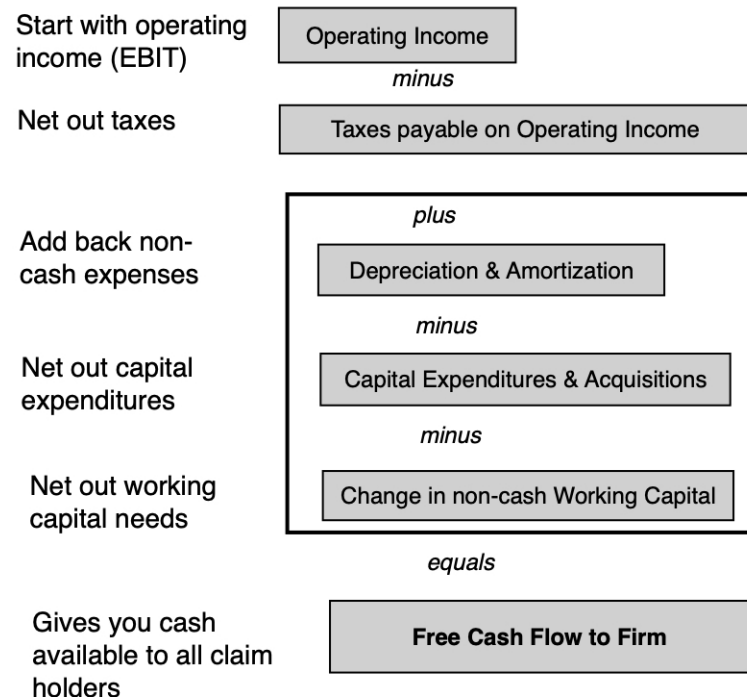 Start with operating
income (EBIT)
Operating Income
minus
Net out taxes
Taxes payable on Operating Income
plus
Add back non-
cash expenses
Depreciation & Amortization
minus
Net out capital
expenditures
Capital Expenditures & Acquisitions
minus
Net out working
capital needs
Change in non-cash Working Capital
equals
Gives you cash
available to all claim
holders
Free Cash Flow to Firm